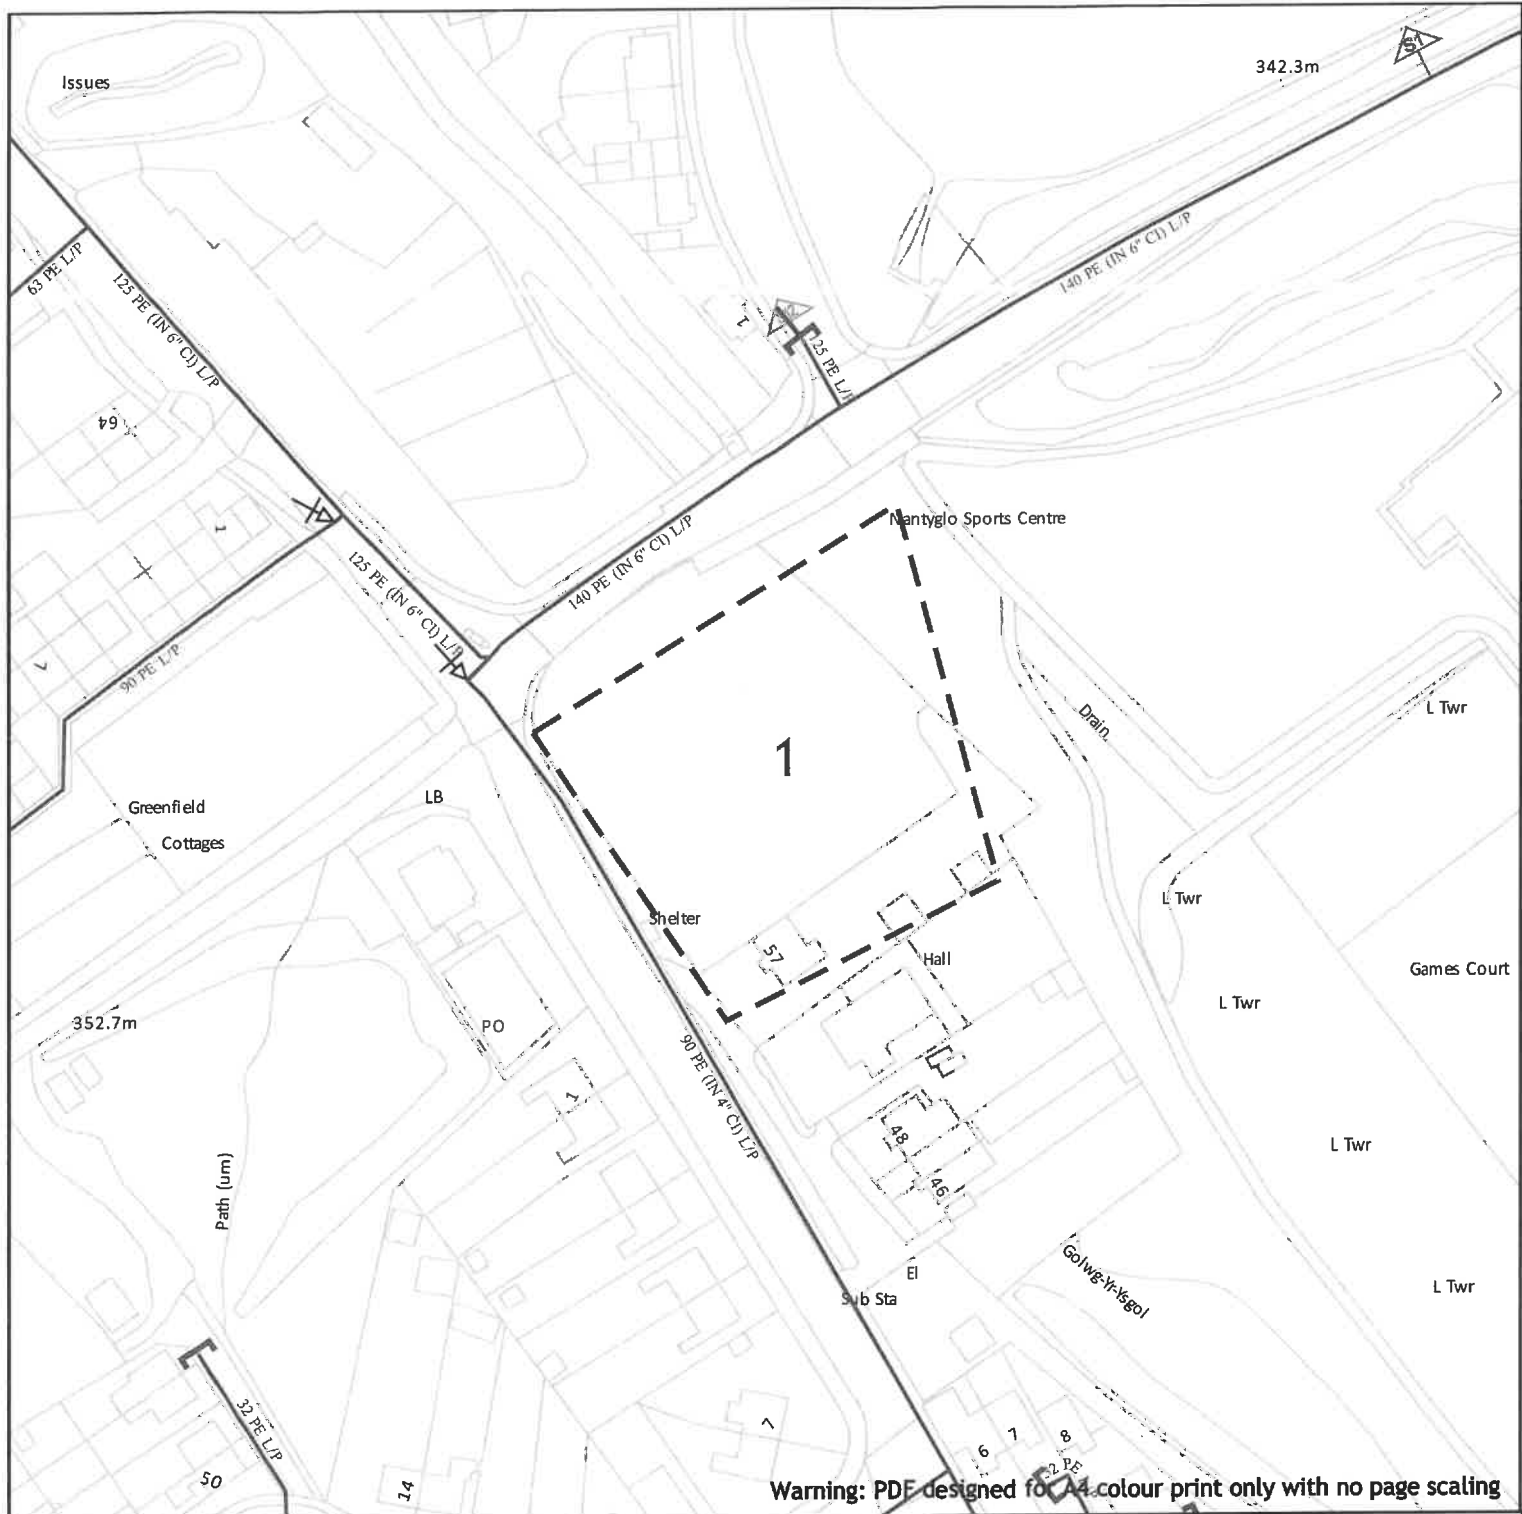 Issues
342.3m
S1
63 PE L/P
125 PE (IN 6" CI) L/P
140 PE (IN 6" CI) L/P
1
125 PE L/P
64
1
Nantyglo Sports Centre
125 PE (IN 6" CI) L/P
140 PE (IN 6" CI) L/P
90 PE L/P
Drain
L Twr
1
Greenfield
Cottages
LB
L Twr
Shelter
57
Hall
Games Court
L Twr
352.7m
PO
90 PE (IN 4" CI) L/P
1
48
L Twr
46
Path (um)
El
Sub Sta
Golwg-Yr-Ysgol
L Twr
32 PE L/P
7
6
7
8
50
14
Warning: PDF designed for A4 colour print only with no page scaling